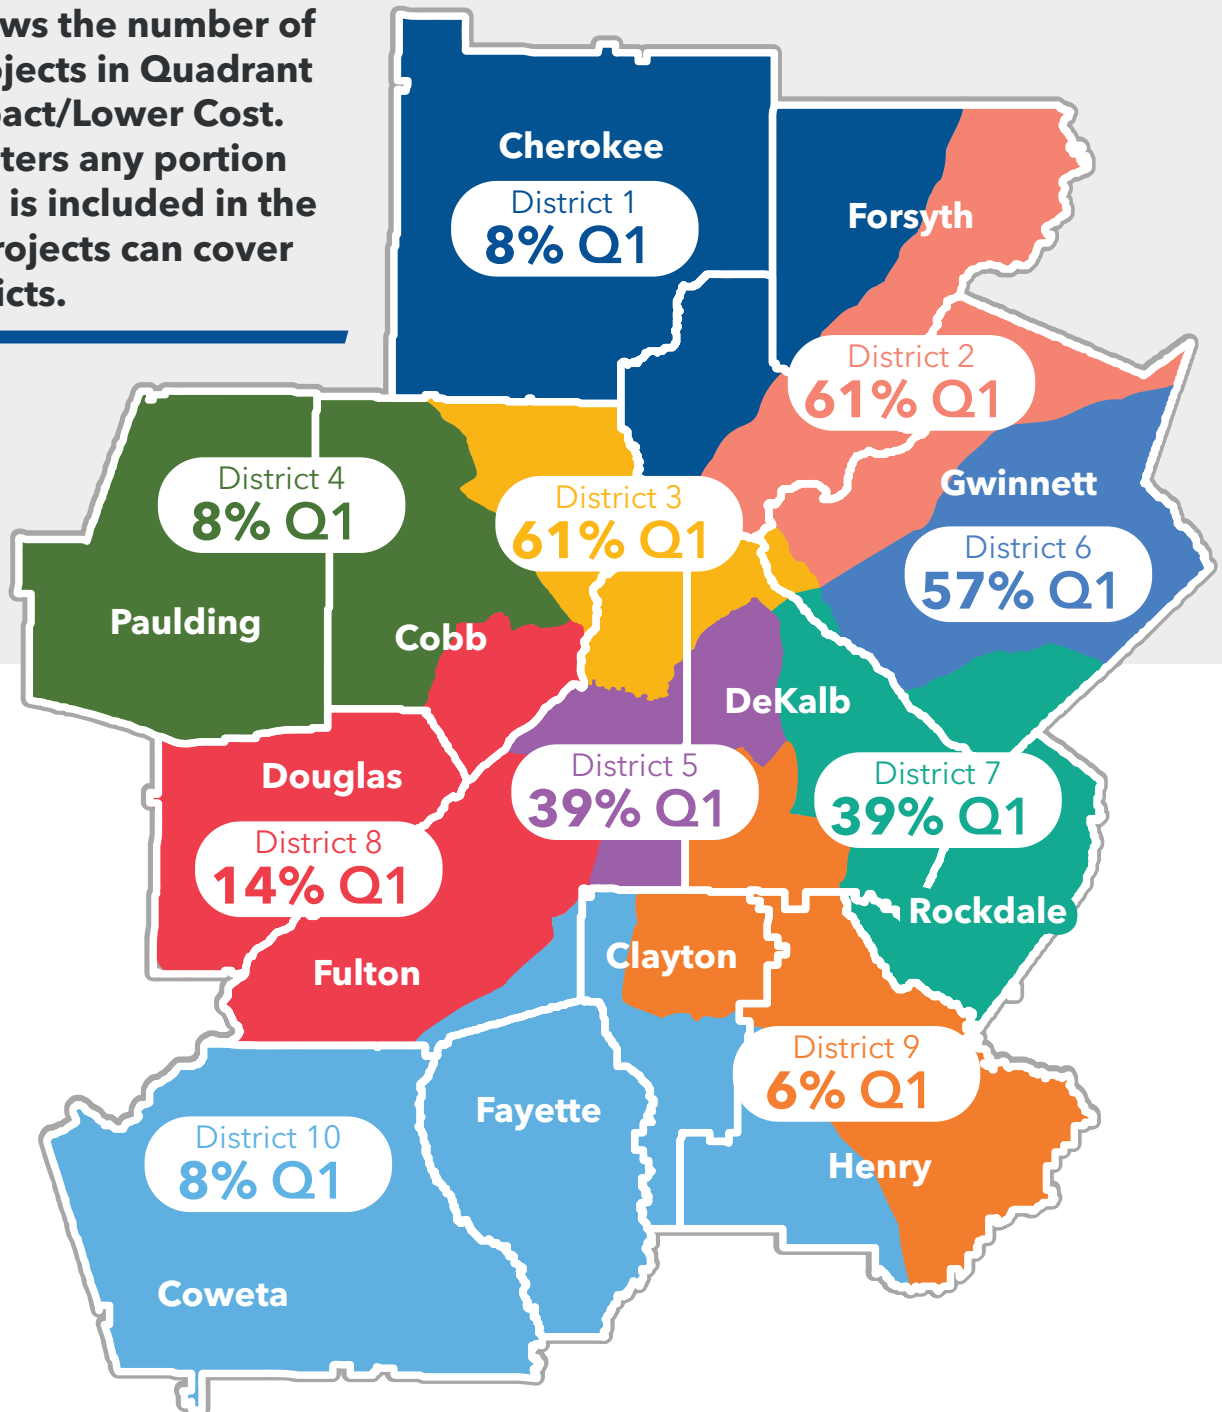 ws the number of
jects in Quadrant
act/Lower Cost.
ters any portion
is included in the
rojects can cover
icts.
Cherokee
District 1
8% Q1
Forsyth
District 2
61% Q1
District 4
8% Q1
District 3
61% Q1
Gwinnett
District 6
57% Q1
Paulding
Cobb
DeKalb
Douglas
District 5
39% Q1
District 7
39% Q1
District 8
14% Q1
Rockdale
Clayton
Fulton
District 9
6% Q1
Fayette
District 10
8% Q1
Henry
Coweta